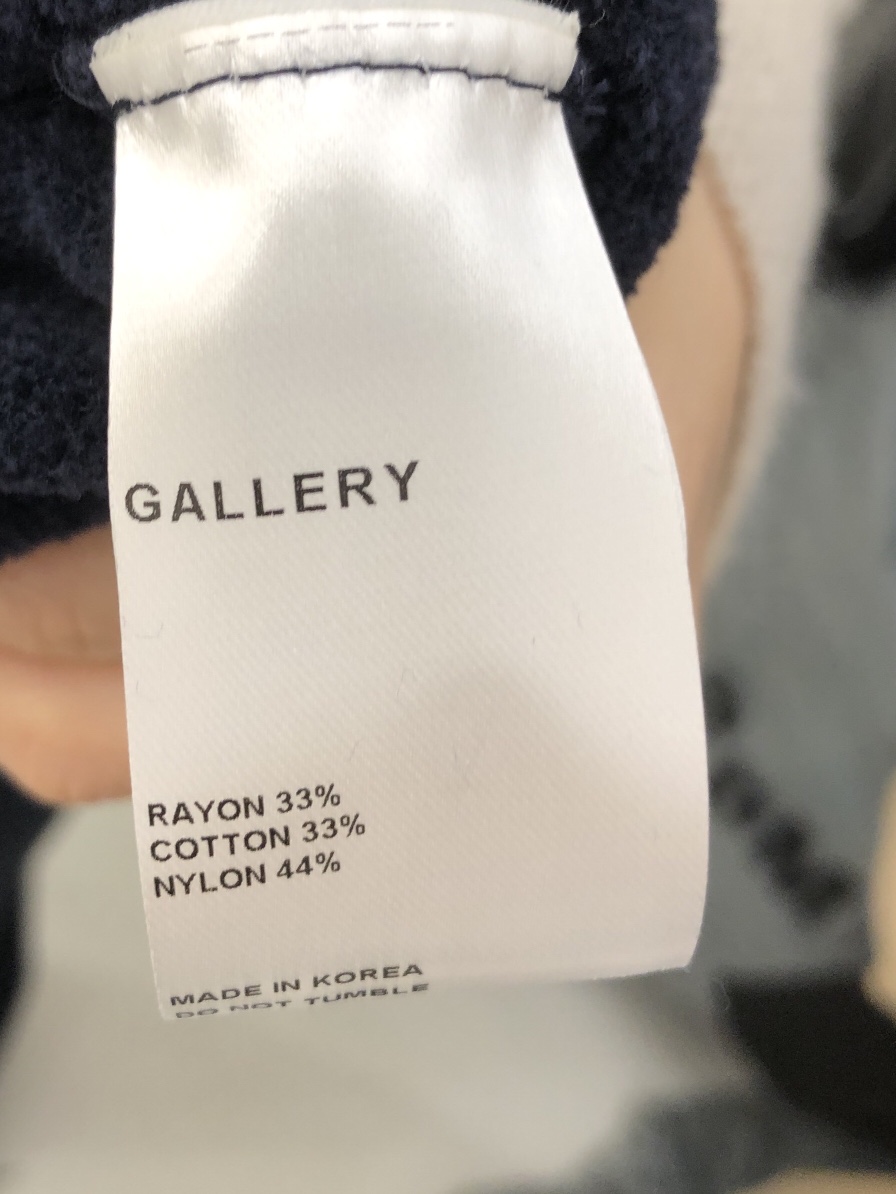 GALLERY
RAYON 33%
COTTON 33%
NYLON 44%
MADE IN KOREA
DO NOT TUMBLE